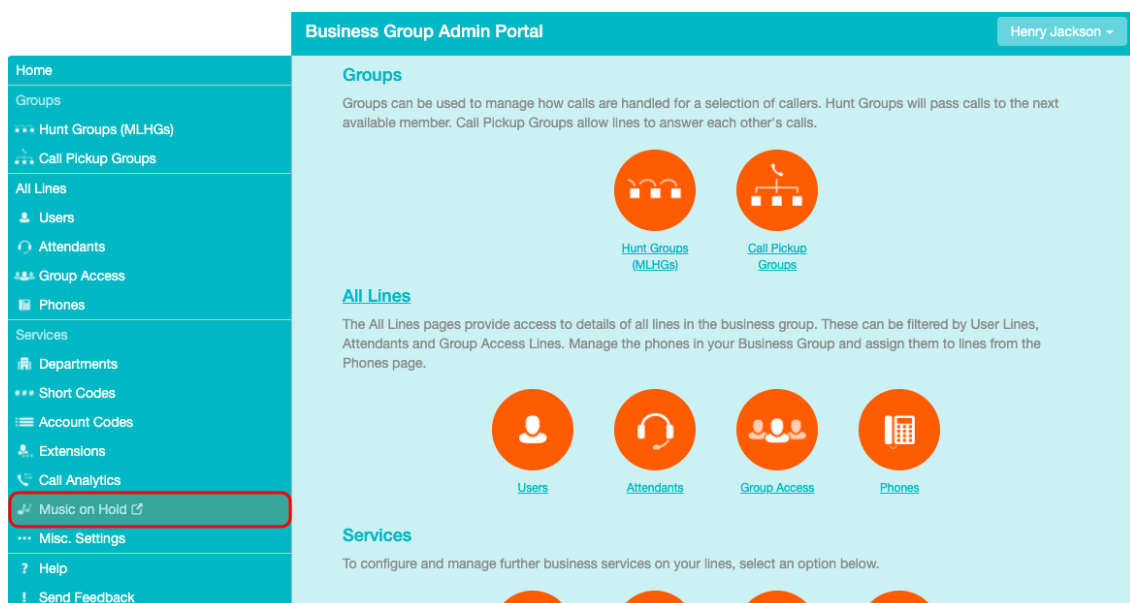 Business Group Admin Portal
Henry Jackson
Home
Groups
Hunt Groups (MLHGs)
Call Pickup Groups
All Lines
Users
Attendants
Group Access
Phones
Services
Departments
Short Codes
Account Codes
Extensions
Call Analytics
Music on Hold
Misc. Settings
? Help
! Send Feedback
Groups
Groups can be used to manage how calls are handled for a selection of callers. Hunt Groups will pass calls to the next
available member. Call Pickup Groups allow lines to answer each other's calls.
Hunt Groups
(MLHGs)
Call Pickup
Groups
All Lines
The All Lines pages provide access to details of all lines in the business group. These can be filtered by User Lines,
Attendants and Group Access Lines. Manage the phones in your Business Group and assign them to lines from the
Phones page.
Users
Attendants
Group Access
Phones
Services
To configure and manage further business services on your lines, select an option below.